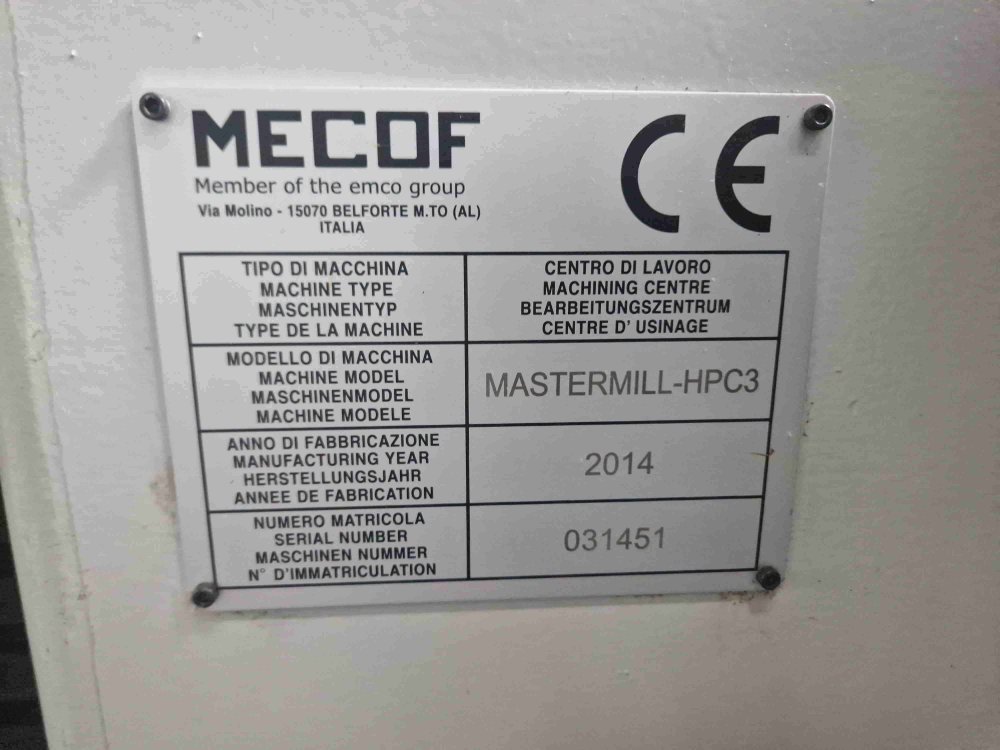 MECOF
CE
Member of the emco group
Via Molino - 15070 BELFORTE M.TO (AL)
ITALIA
TIPO DI MACCHINA
MACHINE TYPE
MASCHINENTYP
TYPE DE LA MACHINE
CENTRO DI LAVORO
MACHINING CENTRE
BEARBEITUNGSZENTRUM
CENTRE D' USINAGE
MODELLO DI MACCHINA
MACHINE MODEL
MASCHINENMODEL
MACHINE MODELE
MASTERMILL-HPC3
ANNO DI FABBRICAZIONE
MANUFACTURING YEAR
HERSTELLUNGSJAHR
ANNEE DE FABRICATION
2014
NUMERO MATRICOLA
SERIAL NUMBER
MASCHINEN NUMMER
N° D'IMMATRICULATION
031451